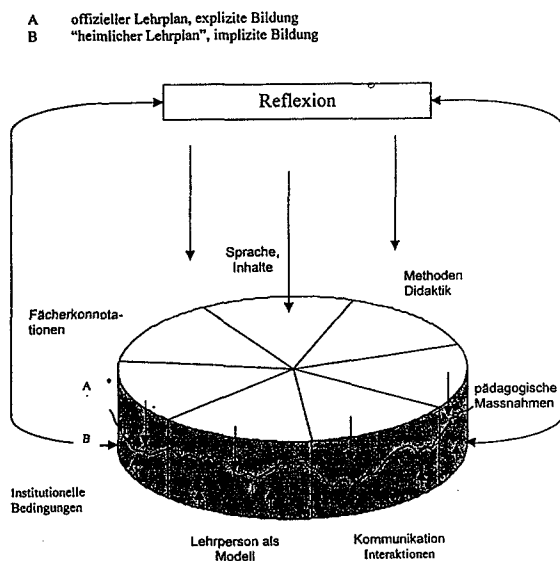 A offizieller Lehrplan, explizite Bildung
B "heimlicher Lehrplan", implizite Bildung
Reflexion
Sprache,
Inhalte
Methoden
Didaktik
Fächerkonnota-
tionen
A
pädagogische
Massnahmen
B
Institutionelle
Bedingungen
Lehrperson als
Modell
Kommunikation
Interaktionen